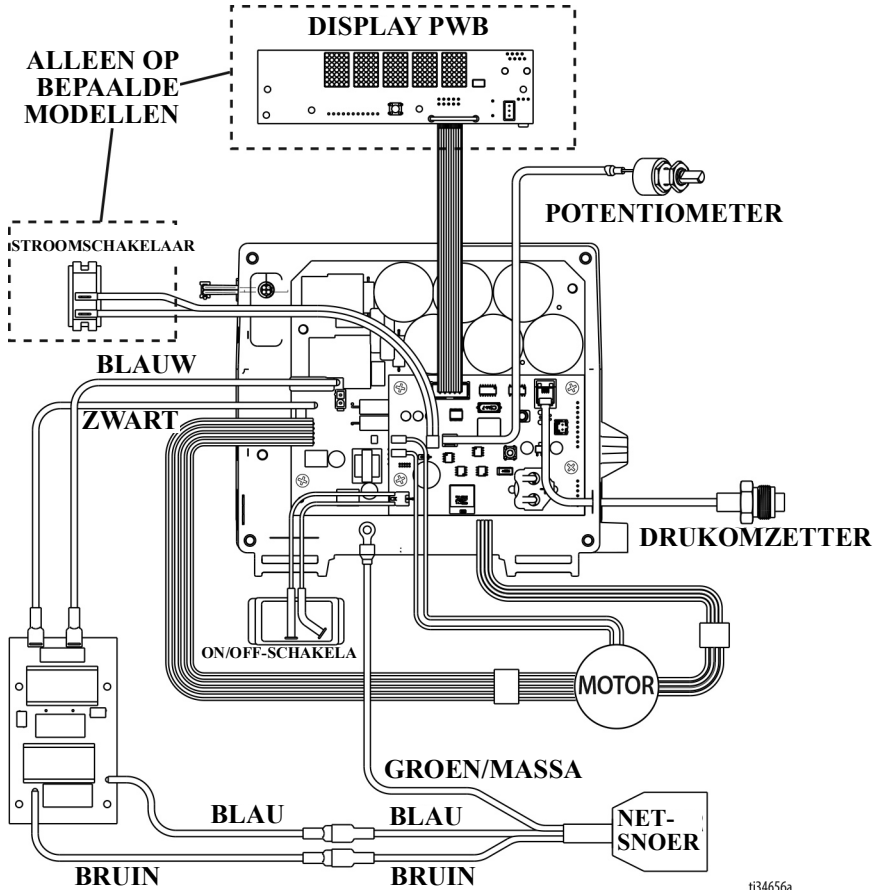 DISPLAY PWB
ALLEEN OP
BEPAALDE
MODELLEN
POTENTIOMETER
STROOMSCHAKELAAR
BLAUW
ZWART
DRUKOMZETTER
ON/OFF-SCHAKELA
MOTOR
GROEN/MASSA
BLAU
BLAU
NET-
SNOER
BRUIN
BRUIN
ti34656a